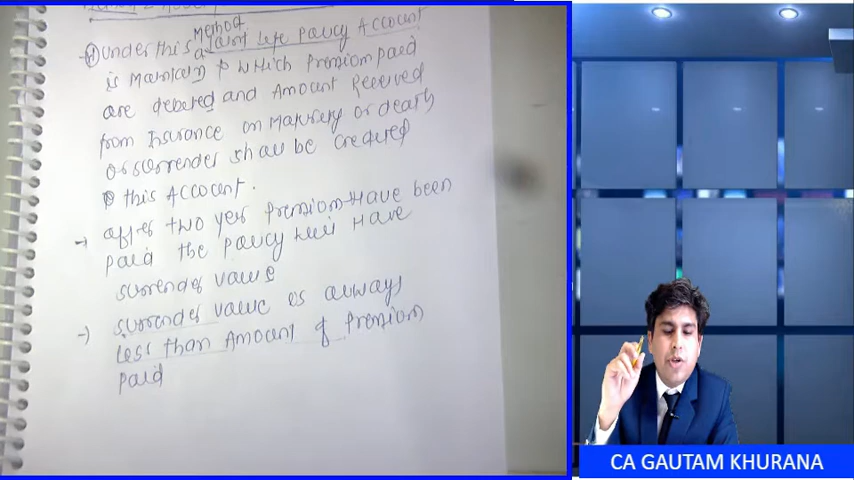 Under this Method
a Joint Life Policy Account
is Maintain & which Premium paid
are debited and Amount Received
from Insurance on Maturity or death
or surrender shall be credited
this Account.
→ after two year Premium Have been
paid the Policy will Have
surrender value
→ surrender value is always
less than Amount of Premium
paid
CA GAUTAM KHURANA